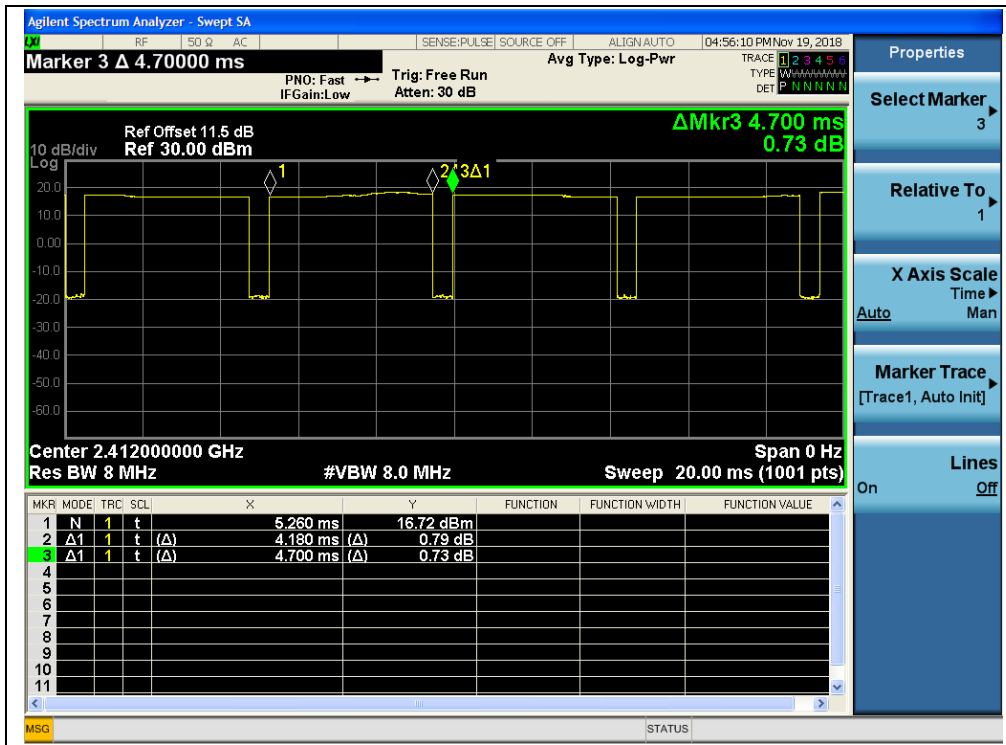 Agilent Spectrum Analyzer - Swept SA
LXI RF 50 Ω AC SENSE:PULSE SOURCE OFF ALIGN AUTO 04:56:10 PM Nov 19, 2018
Marker 3 Δ 4.70000 ms
Avg Type: Log-Pwr
TRACE 1 2 3 4 5 6
TYPE
DET P N N N N N
PNO: Fast
IFGain:Low
Trig: Free Run
Atten: 30 dB
ΔMkr3 4.700 ms
0.73 dB
Ref Offset 11.5 dB
Ref 30.00 dBm
10 dB/div
Log
1
2
3Δ1
20.0
10.0
0.00
-10.0
-20.0
-30.0
-40.0
-50.0
-60.0
Center 2.412000000 GHz
Span 0 Hz
Res BW 8 MHz
#VBW 8.0 MHz
Sweep 20.00 ms (1001 pts)
MKR MODE TRC SCL X Y FUNCTION FUNCTION WIDTH FUNCTION VALUE
1 N 1 t 5.260 ms 16.72 dBm
2 Δ1 1 t (Δ) 4.180 ms (Δ) 0.79 dB
3 Δ1 1 t (Δ) 4.700 ms (Δ) 0.73 dB
4
5
6
7
8
9
10
11
MSG
STATUS
Properties
Select Marker
3
Relative To
1
X Axis Scale
Time
Auto Man
Marker Trace
[Trace1, Auto Init]
Lines
On Off